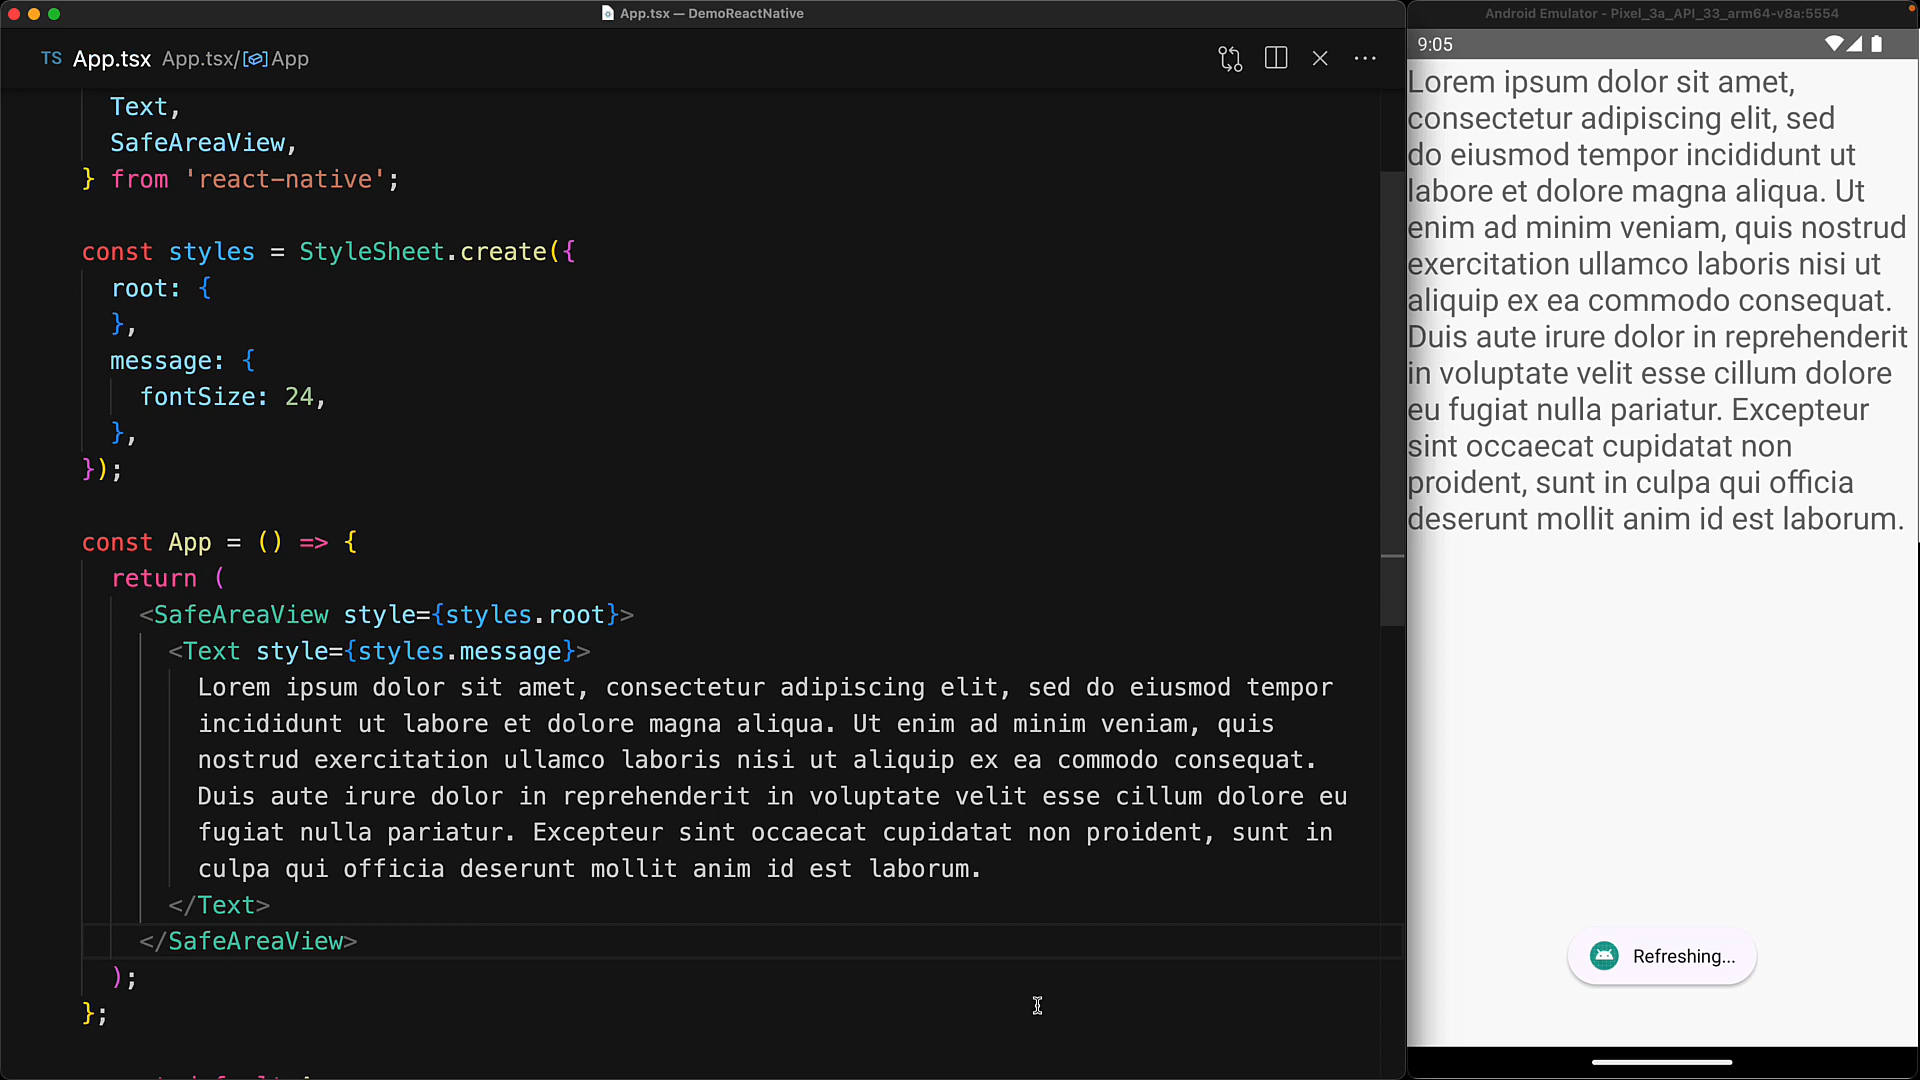 App.tsx — DemoReactNative
TS App.tsx App.tsx/App
Text,
SafeAreaView,
} from 'react-native';
const styles = StyleSheet.create({
root: {
},
message: {
fontSize: 24,
},
});
const App = () => {
return (
<SafeAreaView style={styles.root}>
<Text style={styles.message}>
Lorem ipsum dolor sit amet, consectetur adipiscing elit, sed do eiusmod tempor
incididunt ut labore et dolore magna aliqua. Ut enim ad minim veniam, quis
nostrud exercitation ullamco laboris nisi ut aliquip ex ea commodo consequat.
Duis aute irure dolor in reprehenderit in voluptate velit esse cillum dolore eu
fugiat nulla pariatur. Excepteur sint occaecat cupidatat non proident, sunt in
culpa qui officia deserunt mollit anim id est laborum.
</Text>
</SafeAreaView>
);
};
Android Emulator - Pixel_3a_API_33_arm64-v8a:5554
9:05
Lorem ipsum dolor sit amet,
consectetur adipiscing elit, sed
do eiusmod tempor incididunt ut
labore et dolore magna aliqua. Ut
enim ad minim veniam, quis nostrud
exercitation ullamco laboris nisi ut
aliquip ex ea commodo consequat.
Duis aute irure dolor in reprehenderit
in voluptate velit esse cillum dolore
eu fugiat nulla pariatur. Excepteur
sint occaecat cupidatat non
proident, sunt in culpa qui officia
deserunt mollit anim id est laborum.
Refreshing...